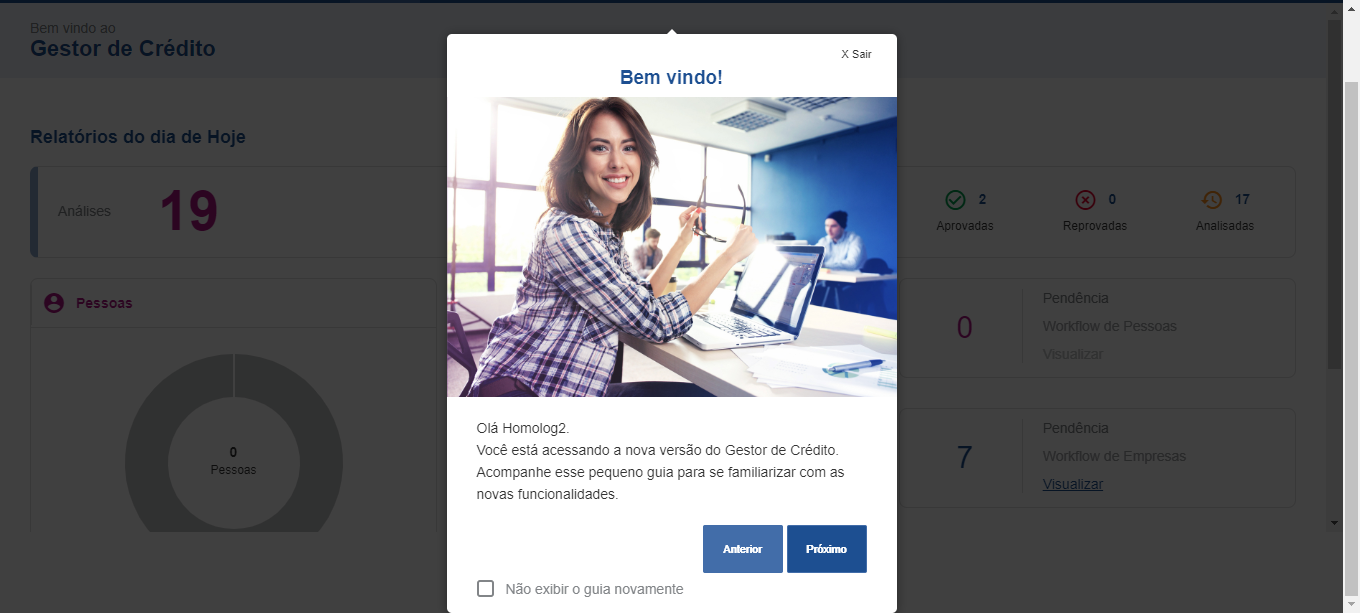 Bem vindo ao
Gestor de Crédito
X Sair
Bem vindo!
Relatórios do dia de Hoje
Análises
19
2
Aprovadas
0
Reprovadas
17
Analisadas
Pessoas
0
Pessoas
0
Pendência
Workflow de Pessoas
Visualizar
7
Pendência
Workflow de Empresas
Visualizar
Olá Homolog2.
Você está acessando a nova versão do Gestor de Crédito.
Acompanhe esse pequeno guia para se familiarizar com as
novas funcionalidades.
Anterior
Próximo
Não exibir o guia novamente